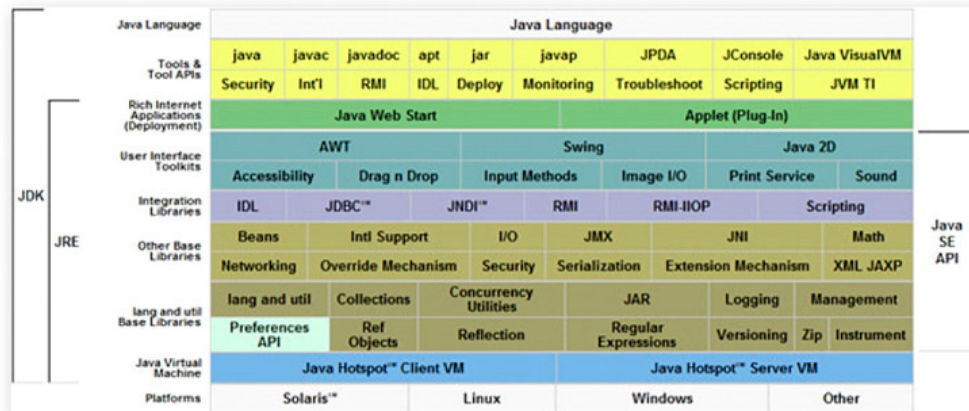 Java Language Java Language
Tools & Tool APIs
java javac javadoc apt jar javap JPDA JConsole Java VisualVM
Security Int'l RMI IDL Deploy Monitoring Troubleshoot Scripting JVM TI
Rich Internet Applications (Deployment)
Java Web Start Applet (Plug-In)
User Interface Toolkits
AWT Swing Java 2D
Accessibility Drag n Drop Input Methods Image I/O Print Service Sound
Integration Libraries
IDL JDBC™ JNDI™ RMI RMI-IIOP Scripting
Other Base Libraries
Beans Intl Support I/O JMX JNI Math
Networking Override Mechanism Security Serialization Extension Mechanism XML JAXP
lang and util Base Libraries
lang and util Collections Concurrency Utilities JAR Logging Management
Preferences API Ref Objects Reflection Regular Expressions Versioning Zip Instrument
Java Virtual Machine
Java Hotspot™ Client VM Java Hotspot™ Server VM
Platforms Solaris™ Linux Windows Other
JDK
JRE
Java
SE
API